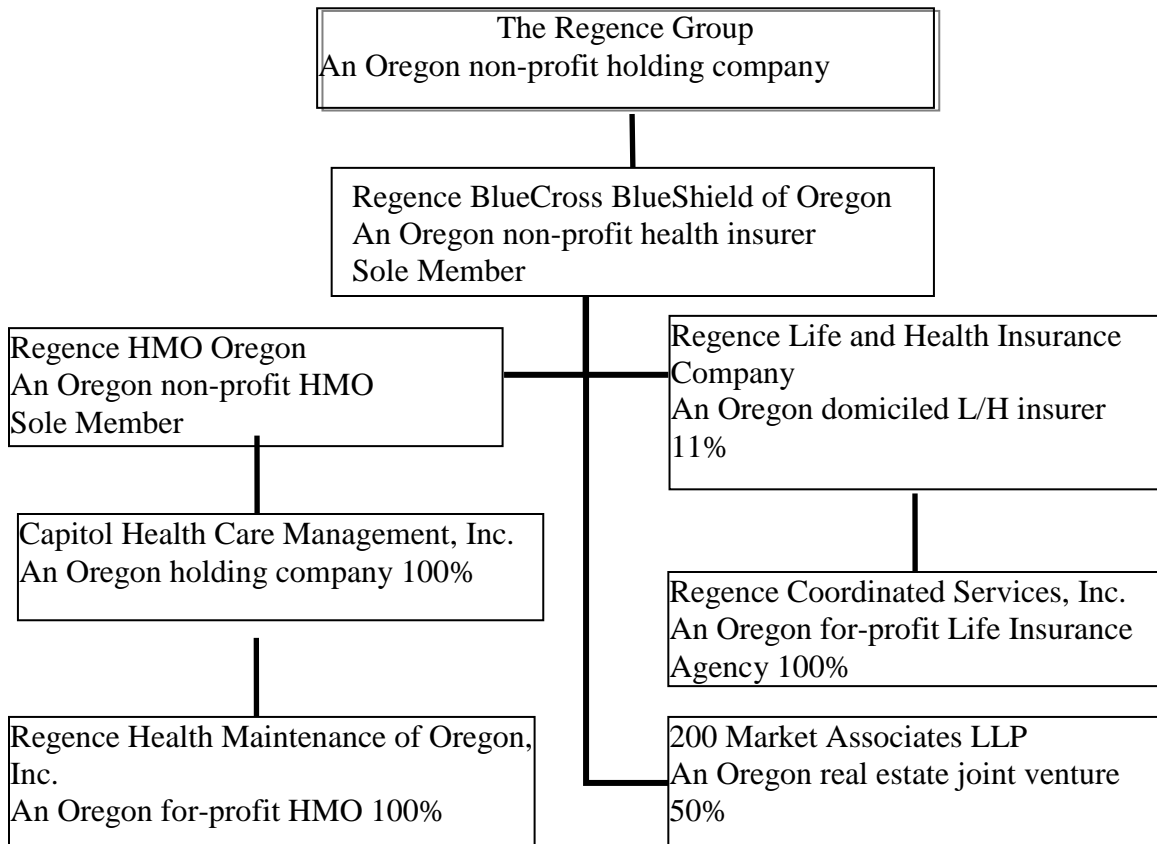 The Regence Group
An Oregon non-profit holding company
Regence BlueCross BlueShield of Oregon
An Oregon non-profit health insurer
Sole Member
Regence HMO Oregon
An Oregon non-profit HMO
Sole Member
Regence Life and Health Insurance
Company
An Oregon domiciled L/H insurer
11%
Capitol Health Care Management, Inc.
An Oregon holding company 100%
Regence Coordinated Services, Inc.
An Oregon for-profit Life Insurance
Agency 100%
Regence Health Maintenance of Oregon,
Inc.
An Oregon for-profit HMO 100%
200 Market Associates LLP
An Oregon real estate joint venture
50%